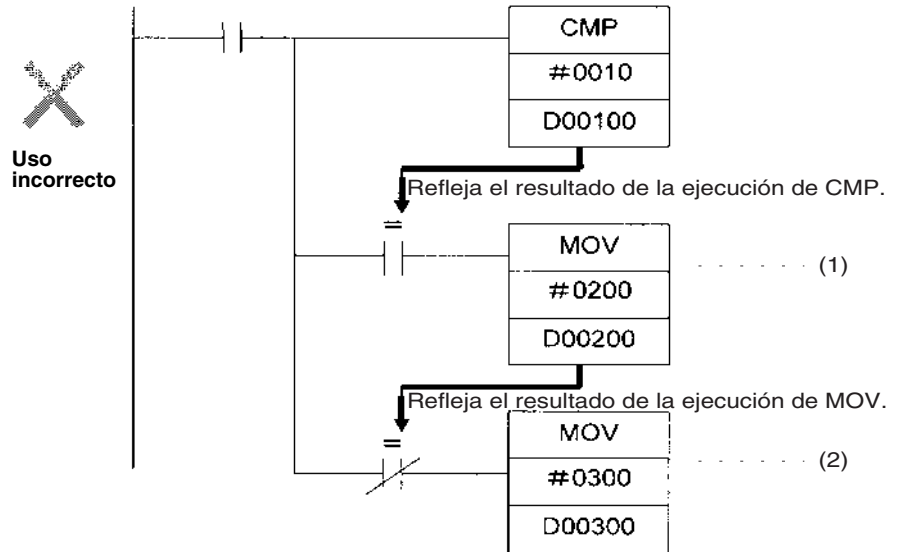 CMP
#0010
D00100
Uso
incorrecto
Refleja el resultado de la ejecución de CMP.
=
MOV
(1)
#0200
D00200
Refleja el resultado de la ejecución de MOV.
=
MOV
(2)
#0300
D00300